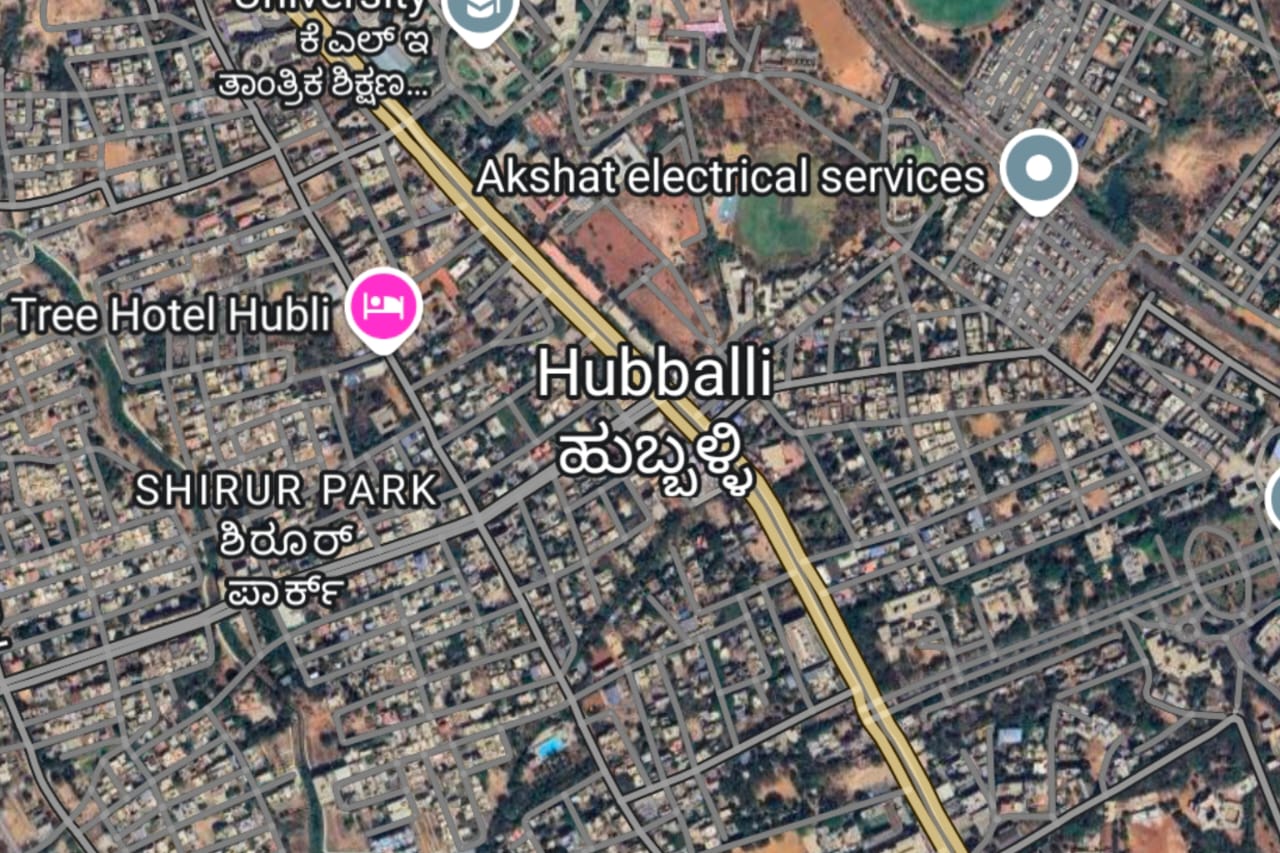 University
ಕೆ ಎಲ್ ಇ
ತಾಂತ್ರಿಕ ಶಿಕ್ಷಣ...
Akshat electrical services
Tree Hotel Hubli
Hubballi
ಹುಬ್ಬಳ್ಳಿ
SHIRUR PARK
ಶಿರೂರ್
ಪಾರ್ಕ್